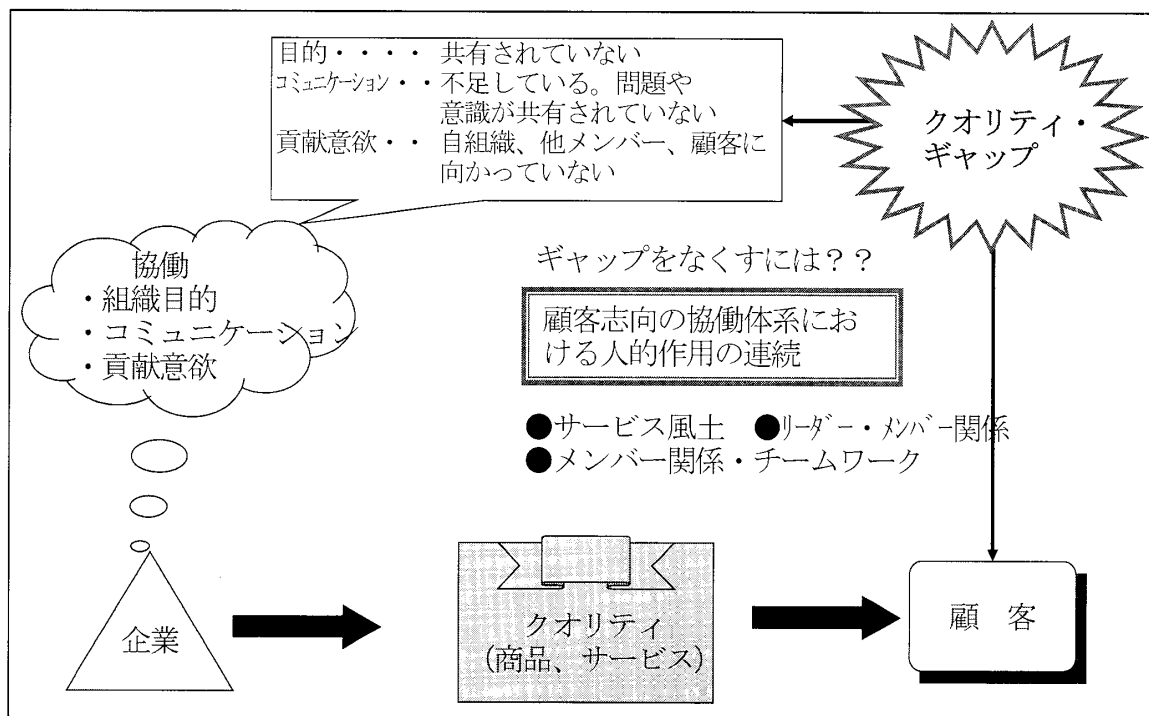 目的・・・・ 共有されていない
コミュニケーション・・不足している。問題や
意識が共有されていない
貢献意欲・・ 自組織、他メンバー、顧客に
向かっていない
クオリティ・
ギャップ
協働
・組織目的
・コミュニケーション
・貢献意欲
ギャップをなくすには？？
顧客志向の協働体系にお
ける人的作用の連続
●サービス風土 ●リーダー・メンバー関係
●メンバー関係・チームワーク
企業
クオリティ
(商品、サービス)
顧 客